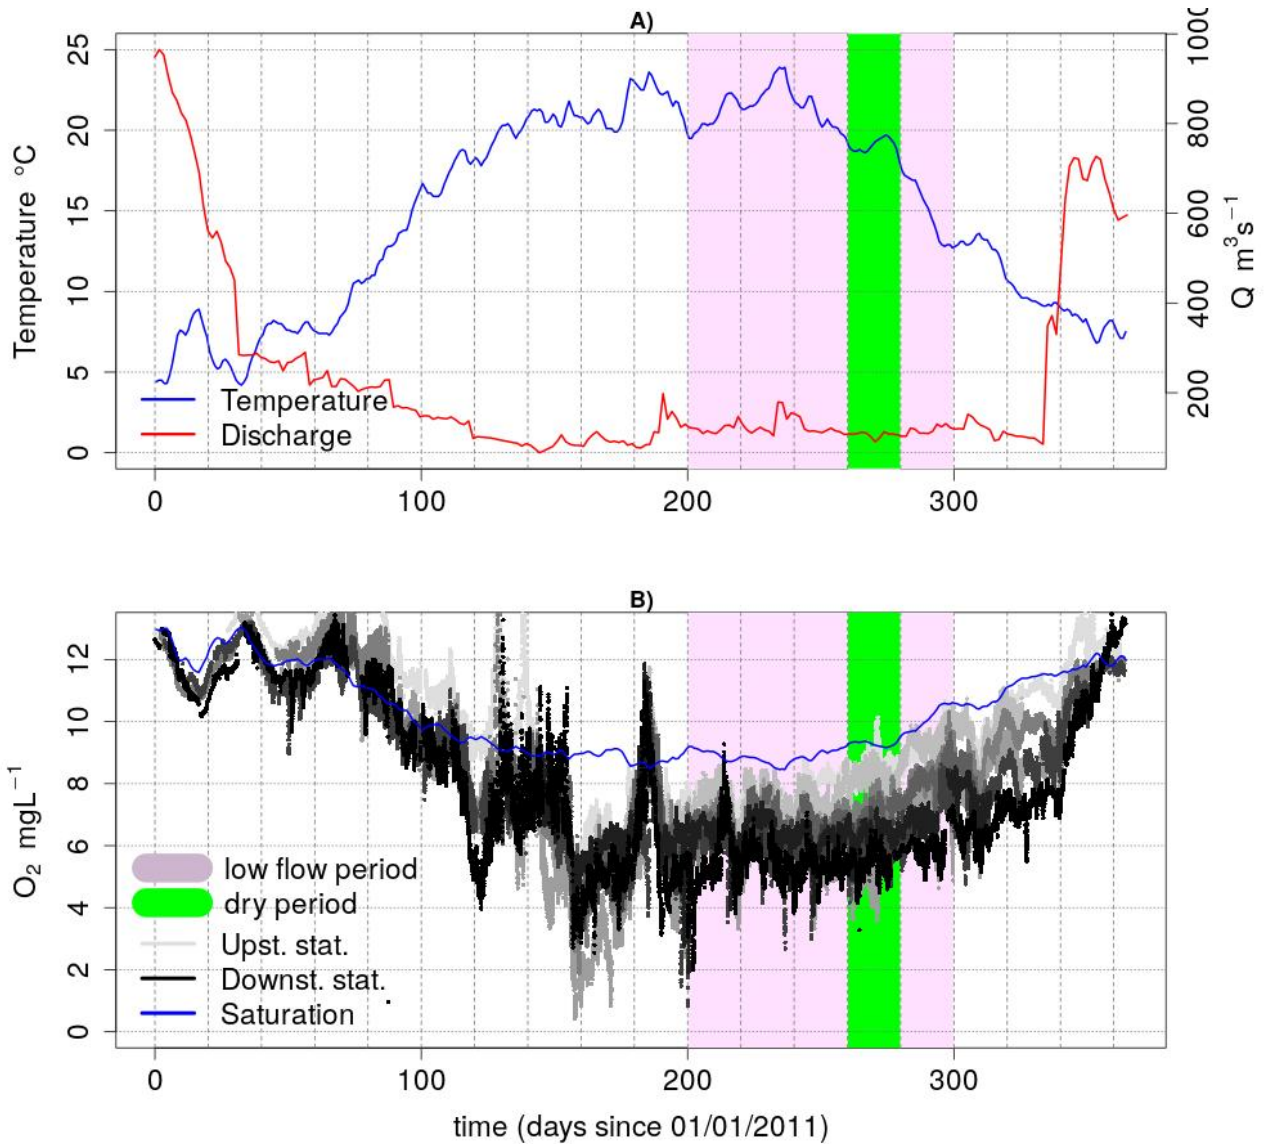 A)
25
20
15
10
5
0
Temperature °C
1000
800
600
400
200
Q m³s⁻¹
Temperature
Discharge
0
100
200
300
B)
12
10
8
6
4
2
0
O₂ mgL⁻¹
low flow period
dry period
Upst. stat.
Downst. stat.
Saturation
0
100
200
300
time (days since 01/01/2011)